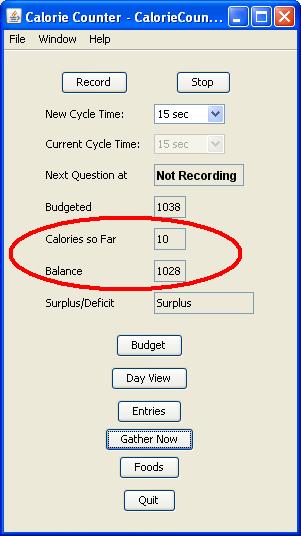 Calorie Counter - CalorieCoun...
File Window Help
Record Stop
New Cycle Time: 15 sec
Current Cycle Time: 15 sec
Next Question at Not Recording
Budgeted 1038
Calories so Far 10
Balance 1028
Surplus/Deficit Surplus
Budget
Day View
Entries
Gather Now
Foods
Quit